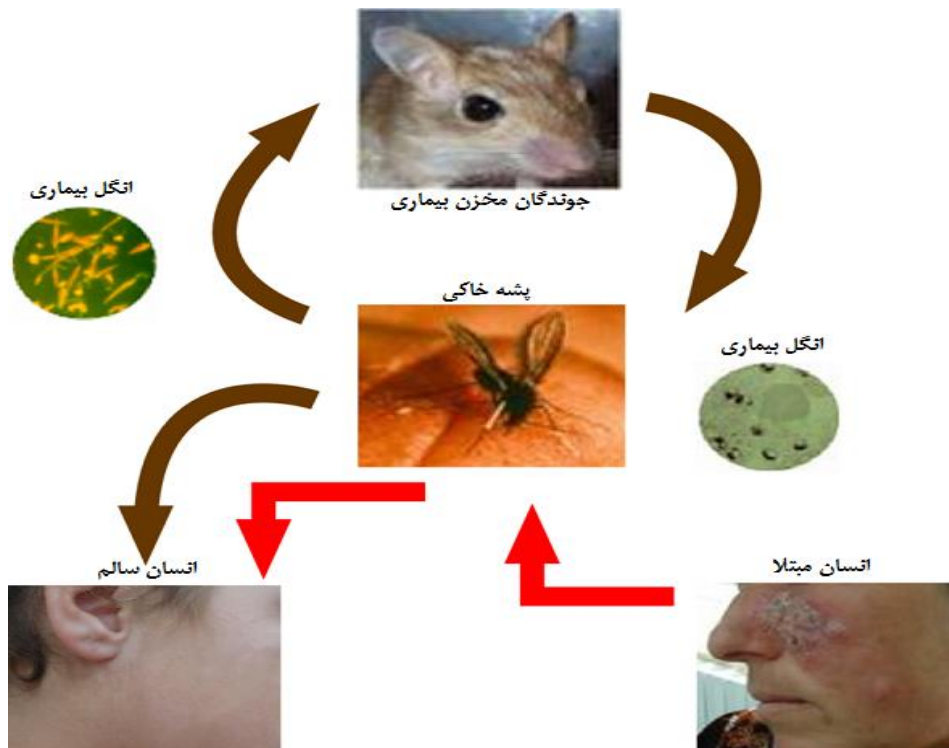 جوندگان مخزن بیماری
انگل بیماری
پشه خاکی
انگل بیماری
انسان سالم
انسان مبتلا